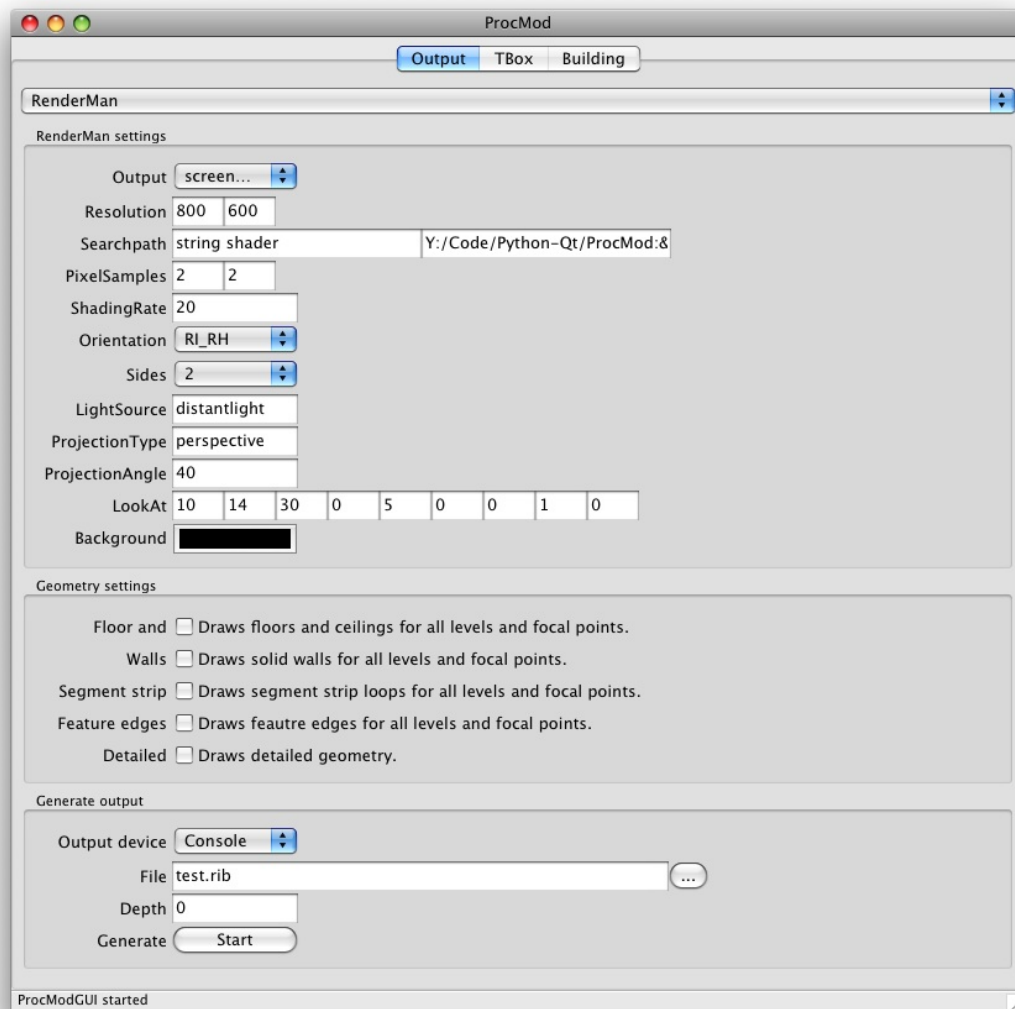 ProcMod
Output TBox Building
RenderMan
RenderMan settings
Output screen...
Resolution 800 600
Searchpath string shader Y:/Code/Python-Qt/ProcMod:&
PixelSamples 2 2
ShadingRate 20
Orientation RI_RH
Sides 2
LightSource distantlight
ProjectionType perspective
ProjectionAngle 40
LookAt 10 14 30 0 5 0 0 1 0
Background
Geometry settings
Floor and Draws floors and ceilings for all levels and focal points.
Walls Draws solid walls for all levels and focal points.
Segment strip Draws segment strip loops for all levels and focal points.
Feature edges Draws feautre edges for all levels and focal points.
Detailed Draws detailed geometry.
Generate output
Output device Console
File test.rib ...
Depth 0
Generate Start
ProcModGUI started